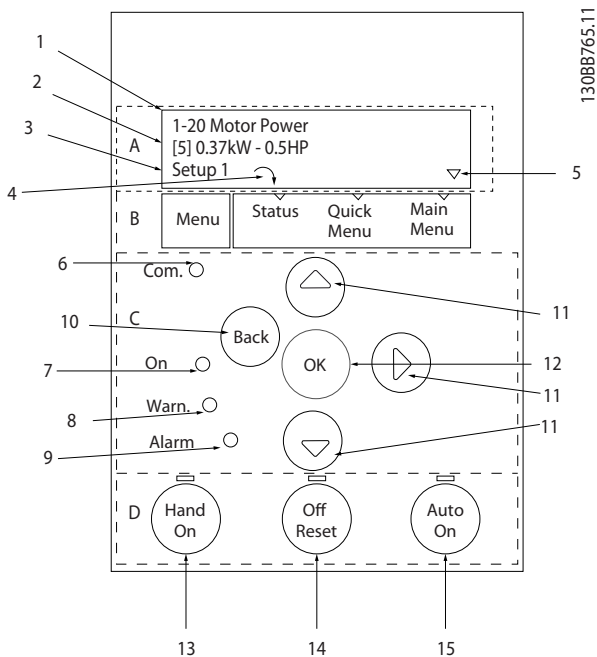 130BB765.11
1
2
3
4
5
A
1-20 Motor Power
[5] 0.37kW - 0.5HP
Setup 1
B
Menu
Status
Quick
Menu
Main
Menu
6
Com.
C
10
Back
11
7
On
OK
12
11
8
Warn.
11
9
Alarm
D
Hand
On
Off
Reset
Auto
On
13
14
15